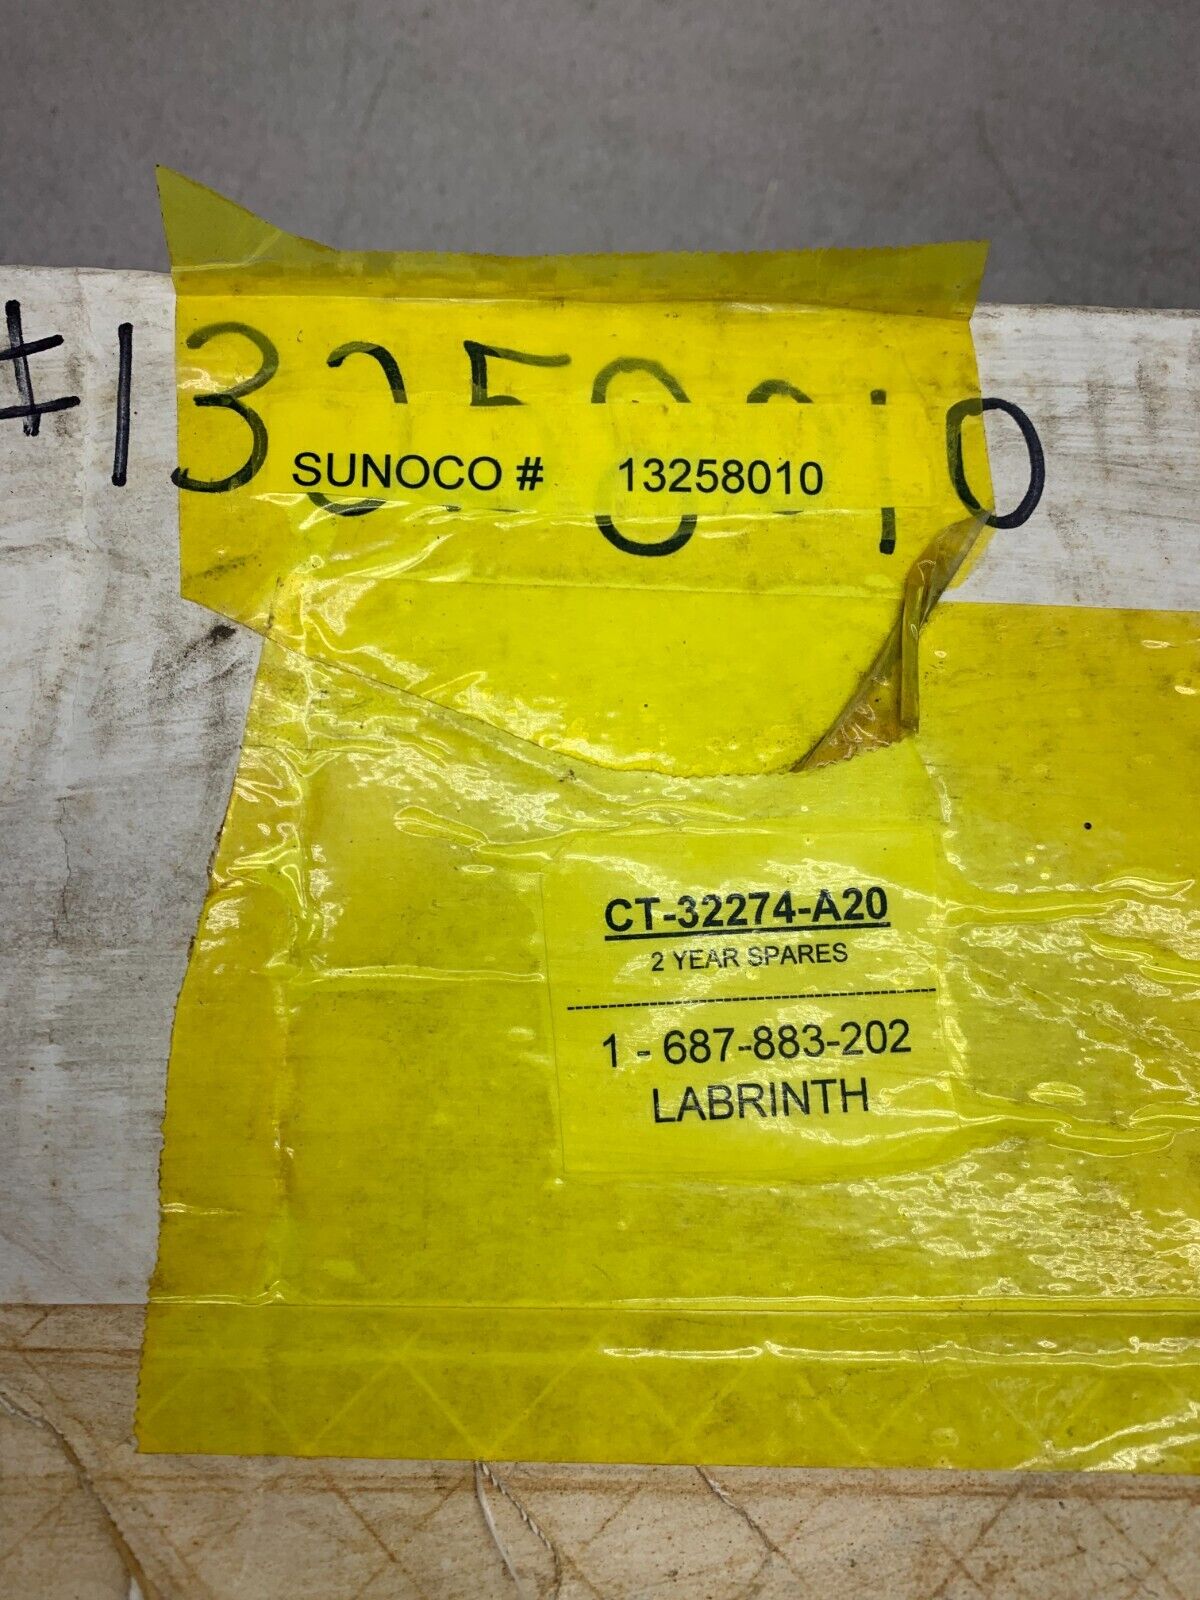 #13258010
SUNOCO # 13258010
CT-32274-A20
2 YEAR SPARES
1 - 687-883-202
LABRINTH